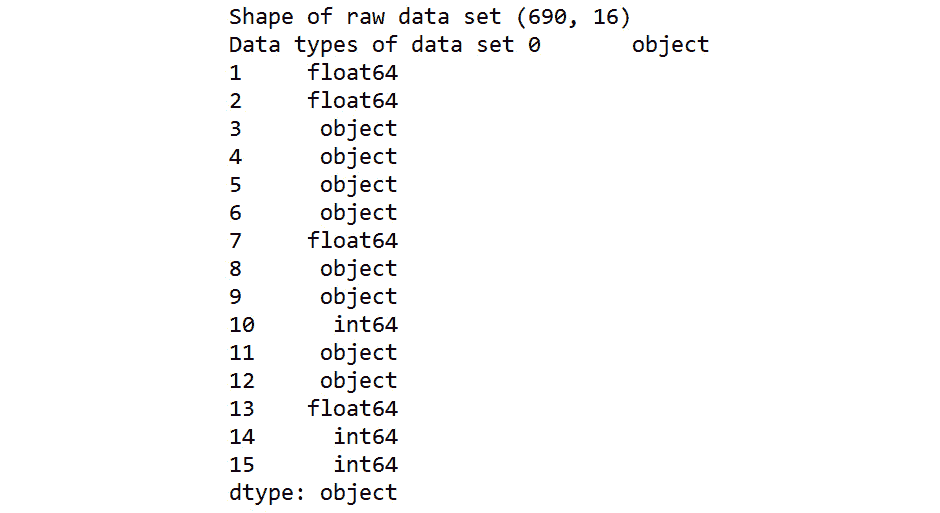 Shape of raw data set (690, 16)
Data types of data set 0       object
1     float64
2     float64
3      object
4      object
5      object
6      object
7     float64
8      object
9      object
10      int64
11     object
12     object
13    float64
14      int64
15      int64
dtype: object